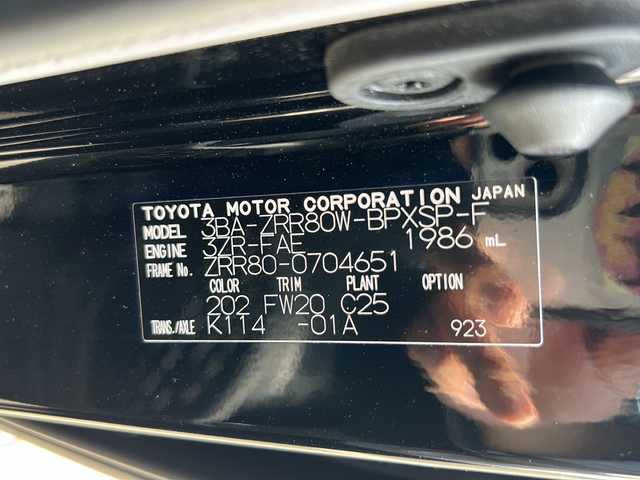 TOYOTA MOTOR CORPORATION JAPAN
MODEL 3BA-ZRR80W-BPXSP-F
ENGINE 3ZR-FAE 1986 mL
FRAME No. ZRR80-0704651
COLOR TRIM PLANT OPTION
202 FW20 C25
TRANS./AXLE K114 -01A 923